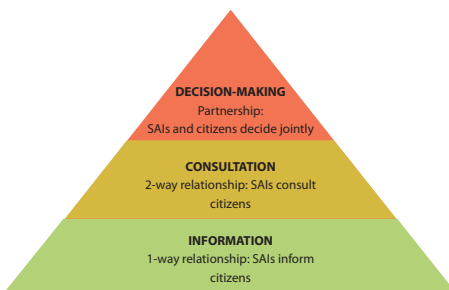 DECISION-MAKING
Partnership:
SAIs and citizens decide jointly
CONSULTATION
2-way relationship: SAIs consult
citizens
INFORMATION
1-way relationship: SAIs inform
citizens